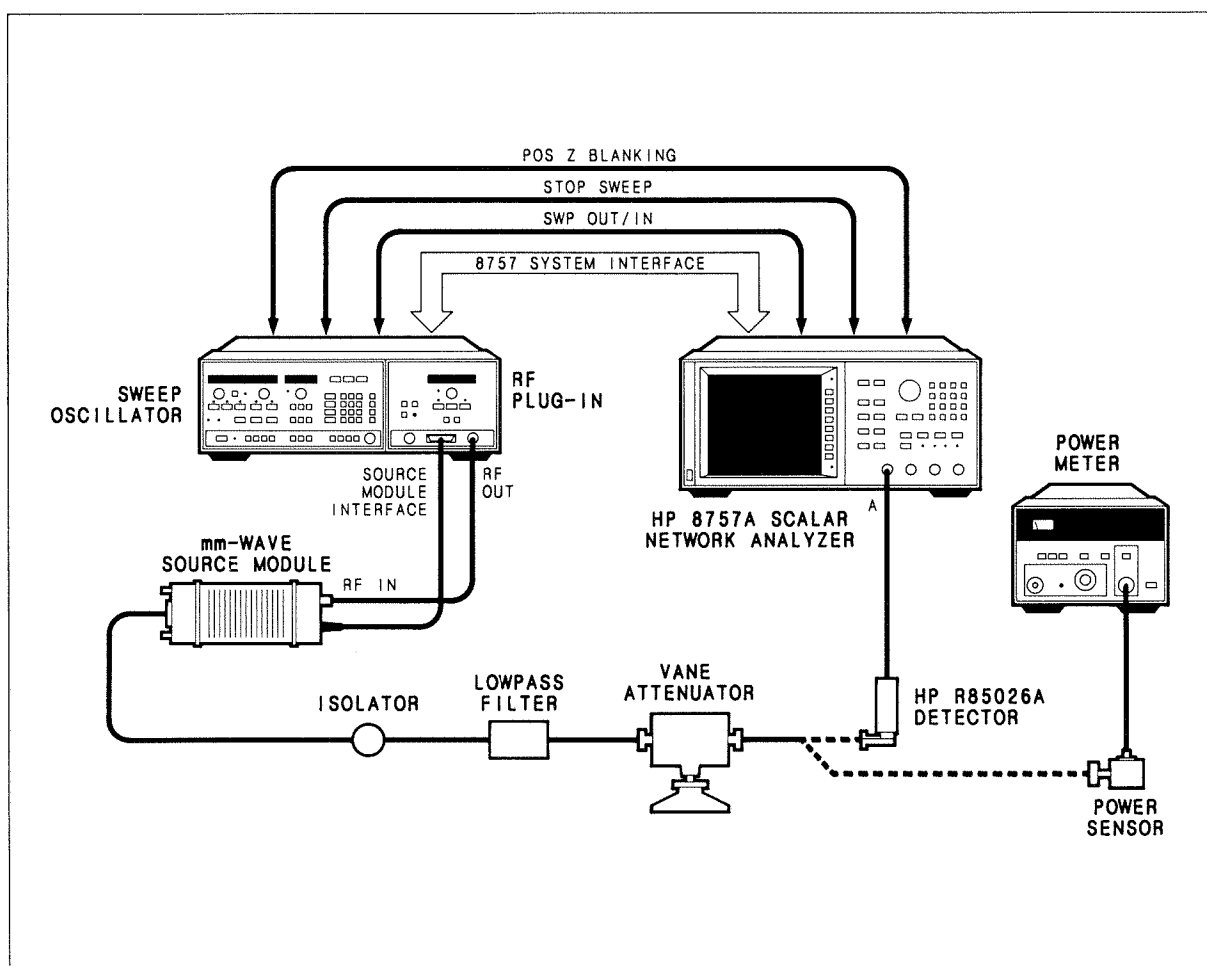 POS Z BLANKING
STOP SWEEP
SWP OUT/IN
8757 SYSTEM INTERFACE
SWEEP
OSCILLATOR
RF
PLUG-IN
SOURCE
MODULE
INTERFACE
RF
OUT
A
HP 8757A SCALAR
NETWORK ANALYZER
POWER
METER
mm-WAVE
SOURCE MODULE
RF IN
ISOLATOR
LOWPASS
FILTER
VANE
ATTENUATOR
HP R85026A
DETECTOR
POWER
SENSOR